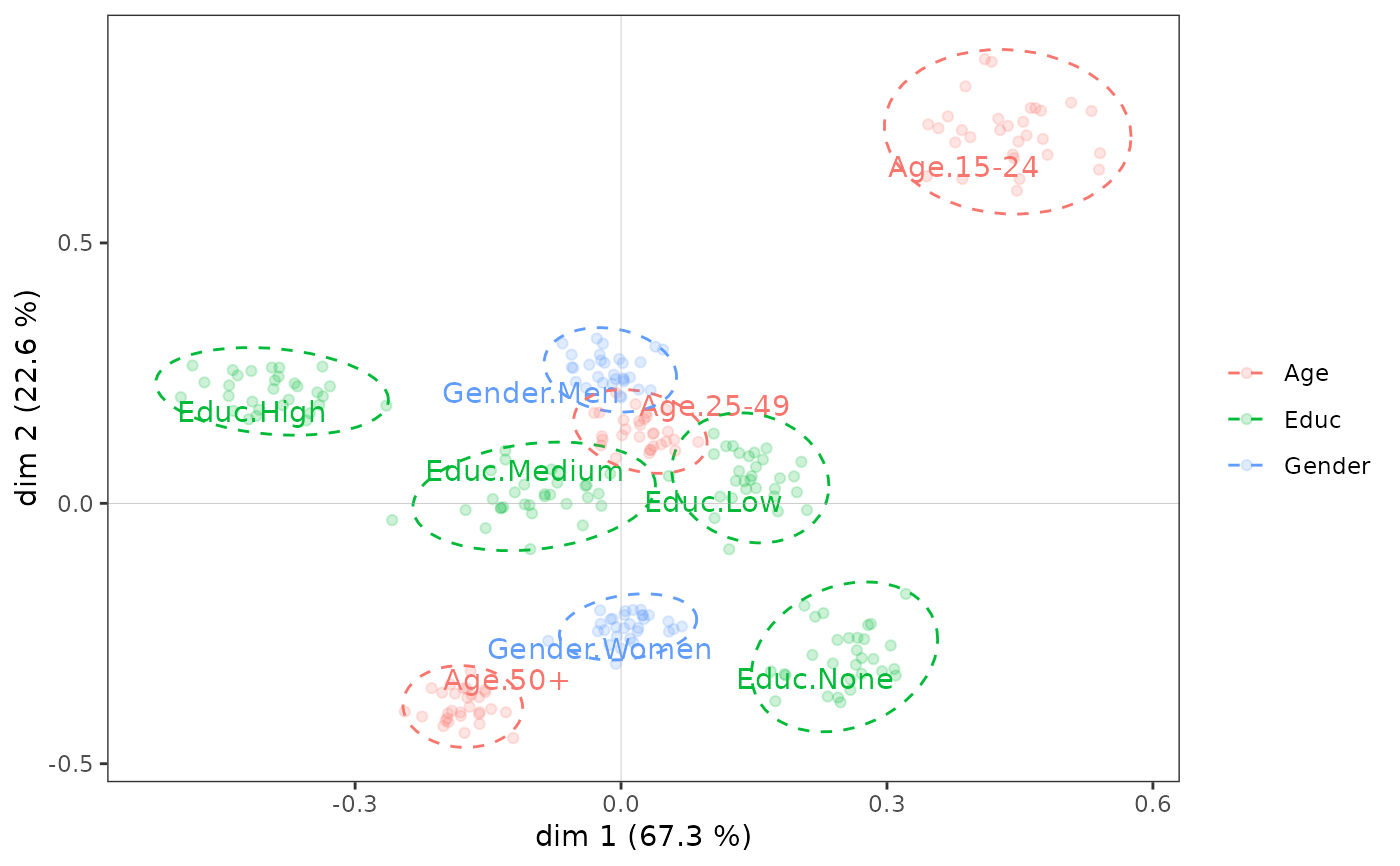 Age.15-24
0.5
Gender.Men
Age.25-49
Educ.High
Educ.Medium
Educ.Low
0.0
Gender.Women
Age.50+
Educ.None
-0.5
-0.3
0.0
0.3
0.6
dim 1 (67.3 %)
dim 2 (22.6 %)
Age
Educ
Gender